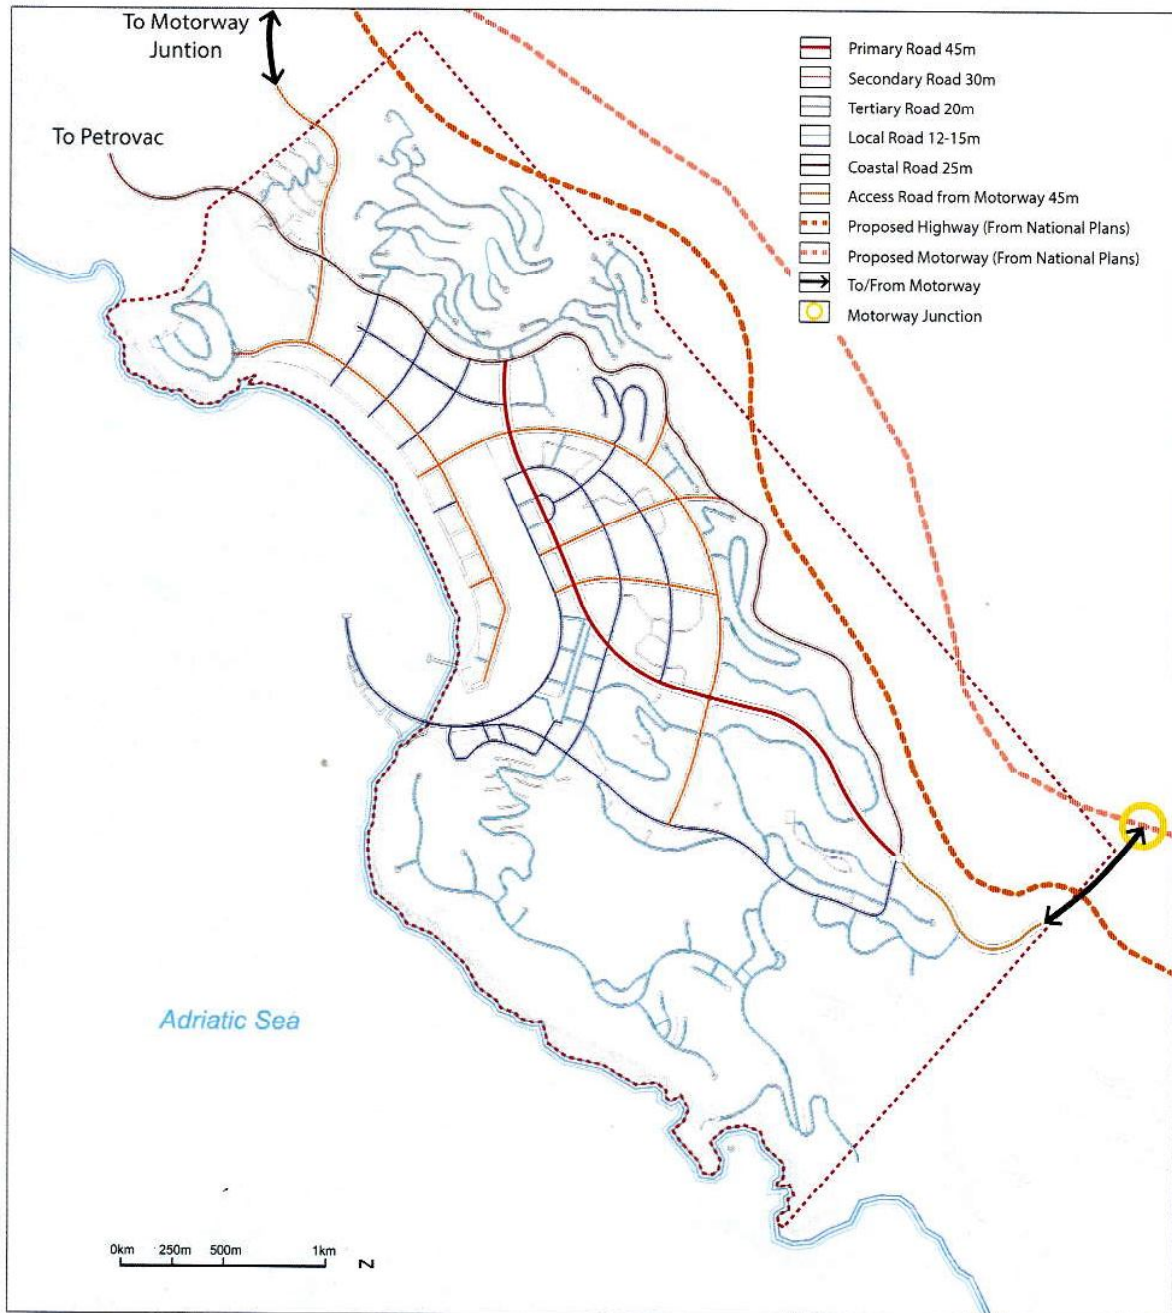 To Motorway
Juntion
To Petrovac
Primary Road 45m
Secondary Road 30m
Tertiary Road 20m
Local Road 12-15m
Coastal Road 25m
Access Road from Motorway 45m
Proposed Highway (From National Plans)
Proposed Motorway (From National Plans)
To/From Motorway
Motorway Junction
Adriatic Sea
0km 250m 500m 1km
N